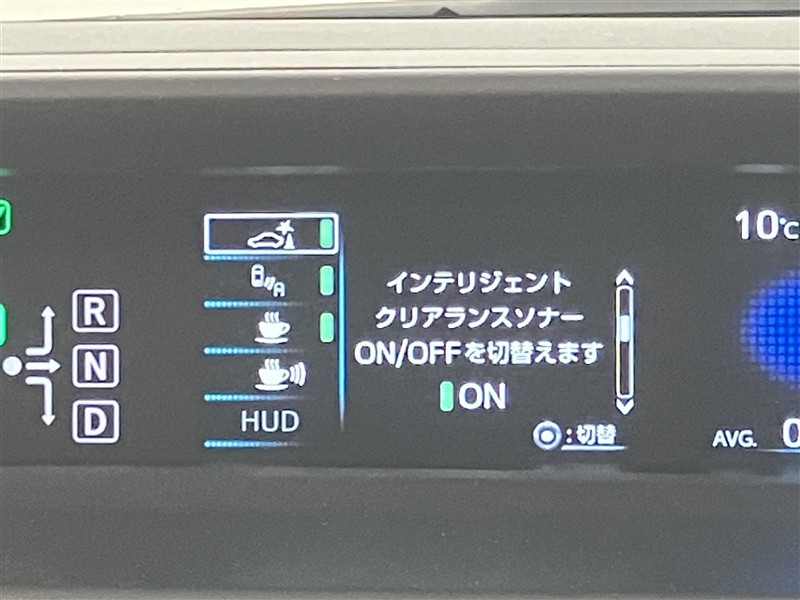 10℃
R
N
D
HUD
インテリジェント
クリアランスソナー
ON/OFFを切替えます
ON
:切替
AVG. 0